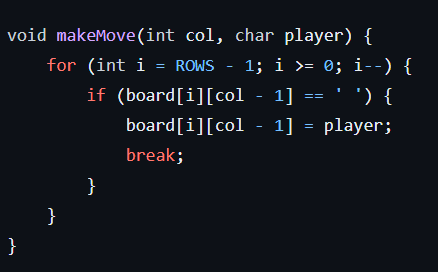 void makeMove(int col, char player) {
    for (int i = ROWS - 1; i >= 0; i--) {
        if (board[i][col - 1] == ' ') {
            board[i][col - 1] = player;
            break;
        }
    }
}